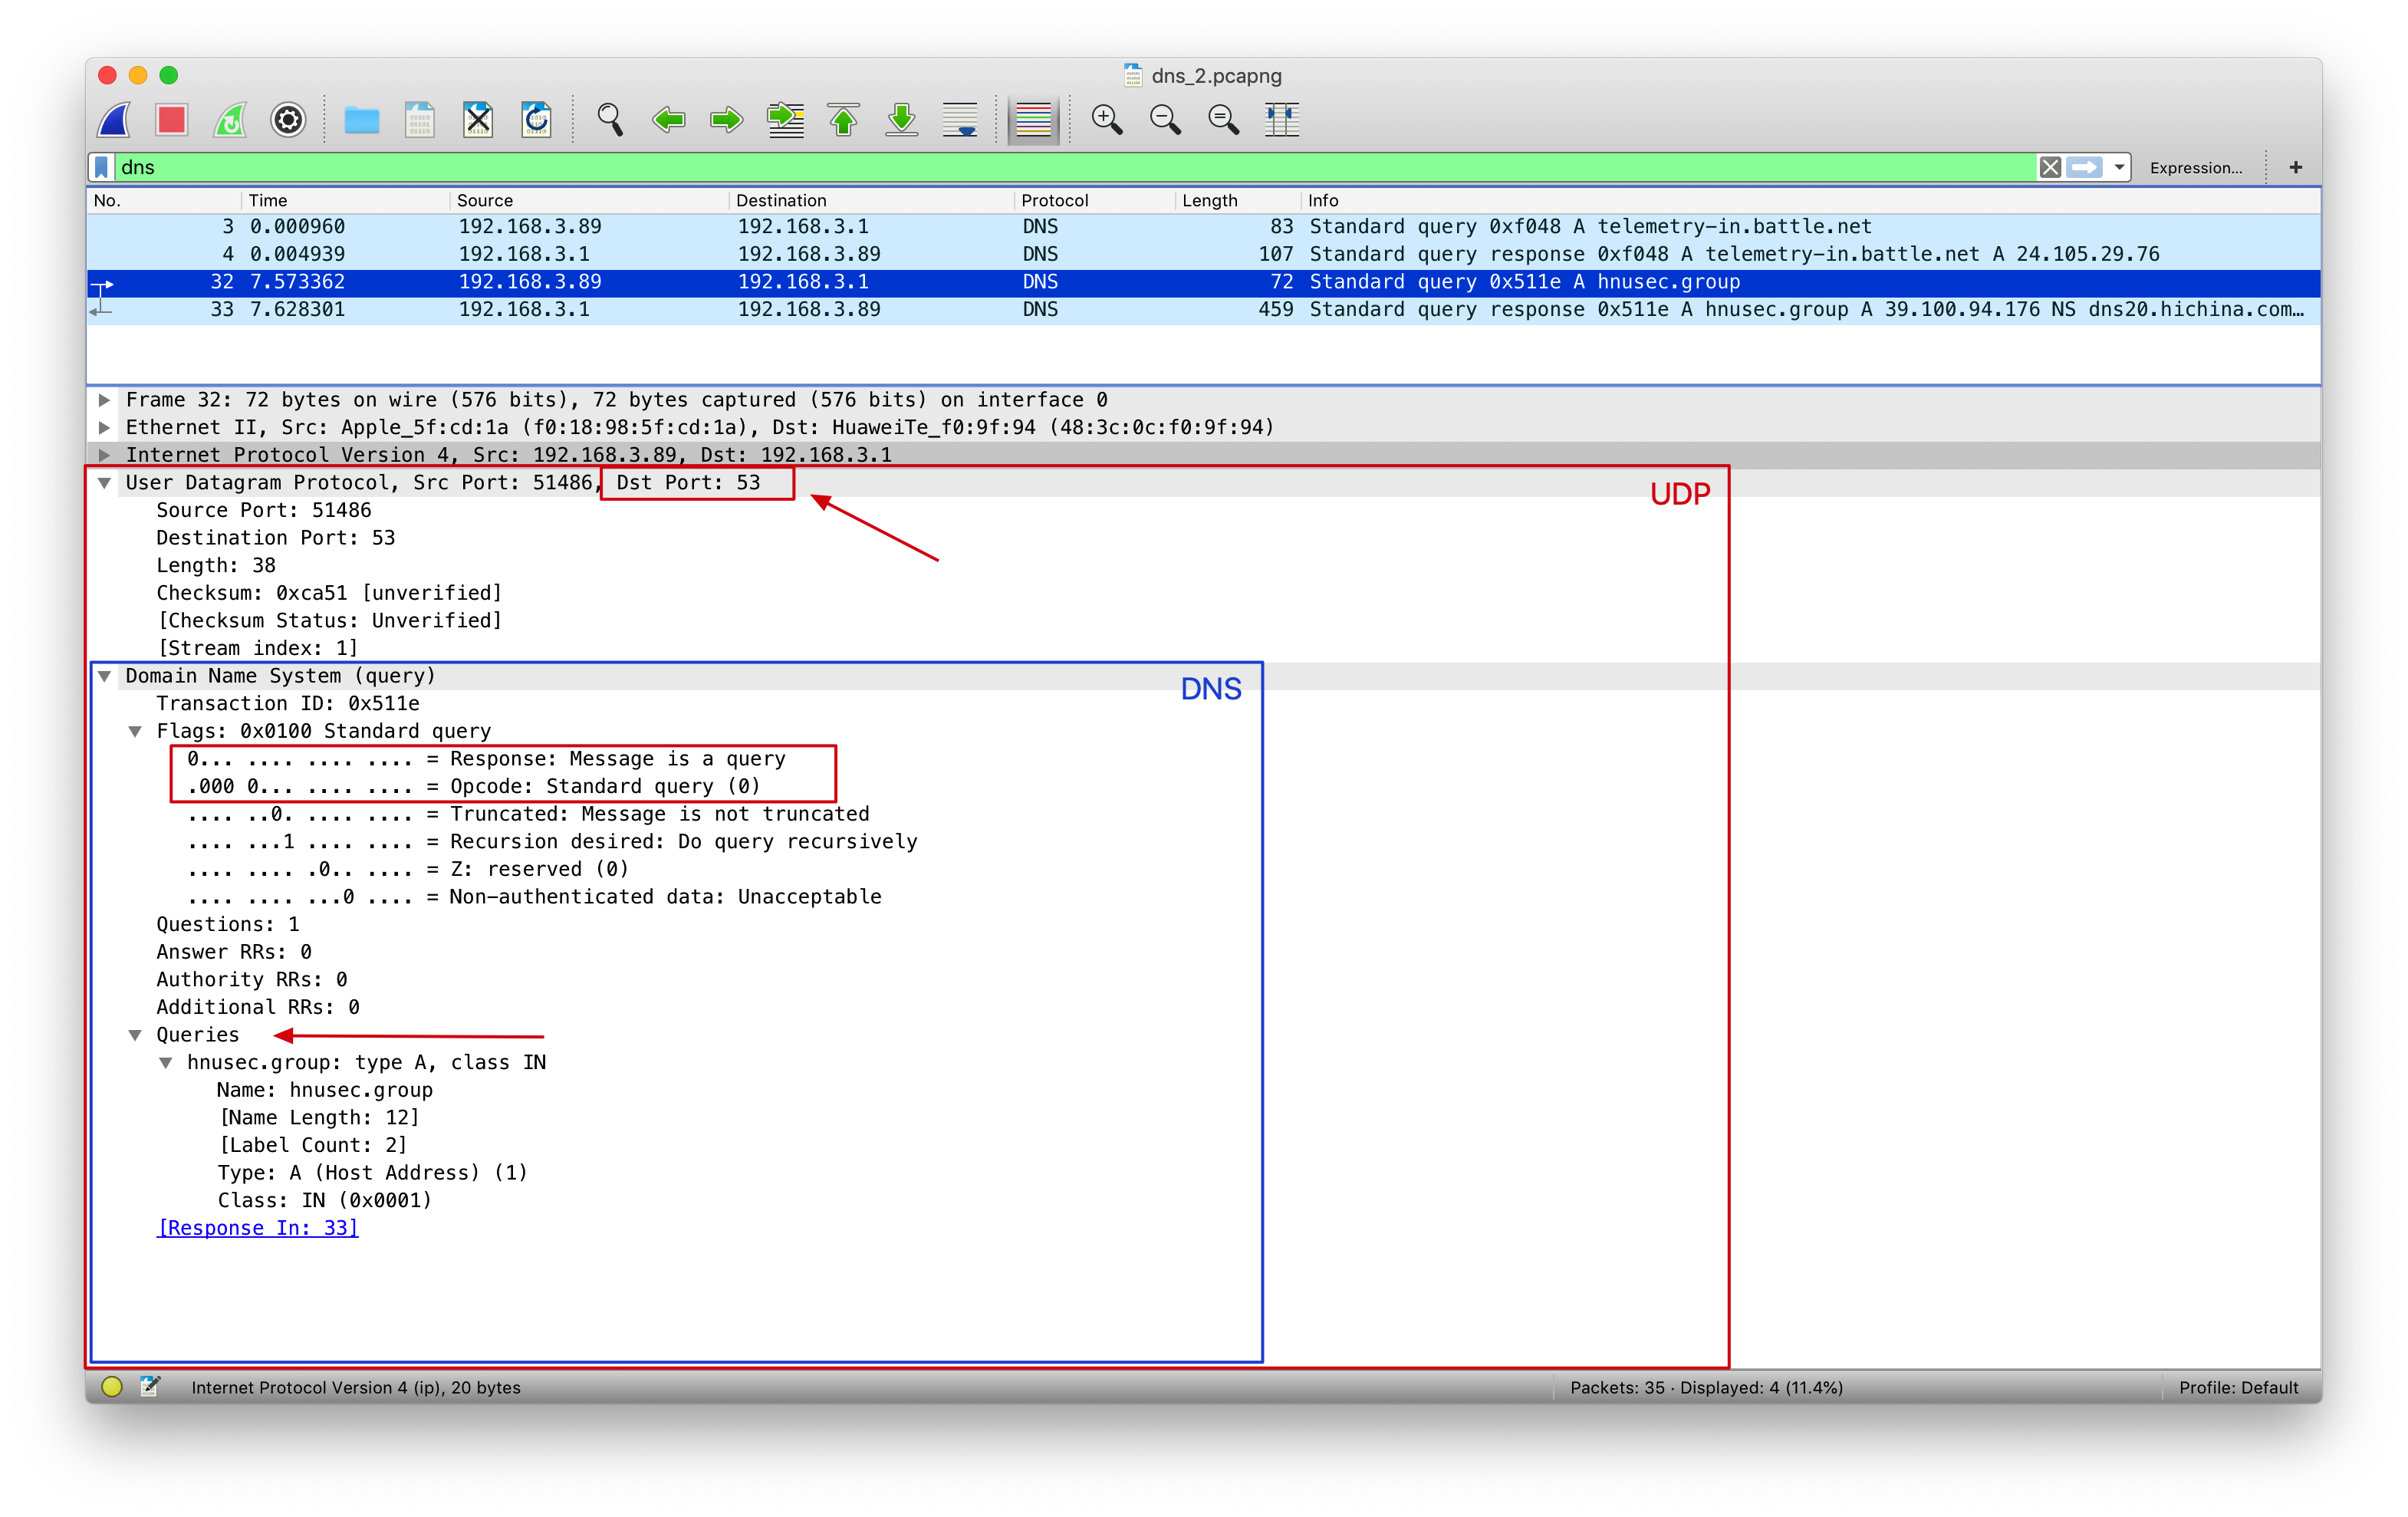 dns_2.pcapng
dns
Expression...
+
No. Time Source Destination Protocol Length Info
3 0.000960 192.168.3.89 192.168.3.1 DNS 83 Standard query 0xf048 A telemetry-in.battle.net
4 0.004939 192.168.3.1 192.168.3.89 DNS 107 Standard query response 0xf048 A telemetry-in.battle.net A 24.105.29.76
32 7.573362 192.168.3.89 192.168.3.1 DNS 72 Standard query 0x511e A hnusec.group
33 7.628301 192.168.3.1 192.168.3.89 DNS 459 Standard query response 0x511e A hnusec.group A 39.100.94.176 NS dns20.hichina.com…
Frame 32: 72 bytes on wire (576 bits), 72 bytes captured (576 bits) on interface 0
Ethernet II, Src: Apple_5f:cd:1a (f0:18:98:5f:cd:1a), Dst: HuaweiTe_f0:9f:94 (48:3c:0c:f0:9f:94)
Internet Protocol Version 4, Src: 192.168.3.89, Dst: 192.168.3.1
User Datagram Protocol, Src Port: 51486, Dst Port: 53
UDP
Source Port: 51486
Destination Port: 53
Length: 38
Checksum: 0xca51 [unverified]
[Checksum Status: Unverified]
[Stream index: 1]
Domain Name System (query)
DNS
Transaction ID: 0x511e
Flags: 0x0100 Standard query
0... .... .... .... = Response: Message is a query
.000 0... .... .... = Opcode: Standard query (0)
.... ..0. .... .... = Truncated: Message is not truncated
.... ...1 .... .... = Recursion desired: Do query recursively
.... .... .0.. .... = Z: reserved (0)
.... .... ...0 .... = Non-authenticated data: Unacceptable
Questions: 1
Answer RRs: 0
Authority RRs: 0
Additional RRs: 0
Queries
hnusec.group: type A, class IN
Name: hnusec.group
[Name Length: 12]
[Label Count: 2]
Type: A (Host Address) (1)
Class: IN (0x0001)
[Response In: 33]
Internet Protocol Version 4 (ip), 20 bytes
Packets: 35 · Displayed: 4 (11.4%)
Profile: Default